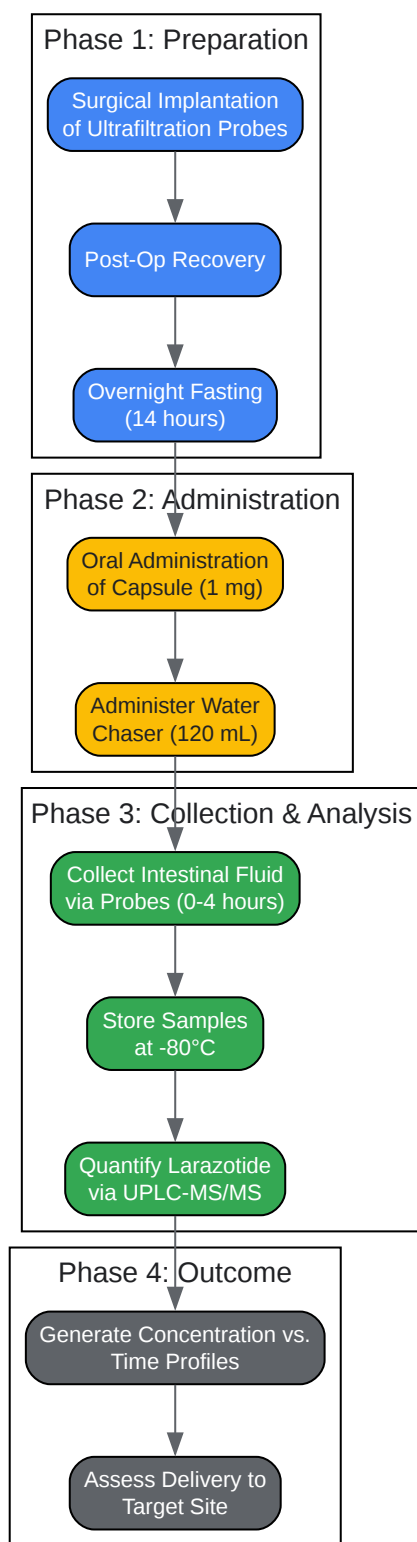 Phase 1: Preparation
Surgical Implantation
of Ultrafiltration Probes
Post-Op Recovery
Overnight Fasting
(14 hours)
Phase 2: Administration
Oral Administration
of Capsule (1 mg)
Administer Water
Chaser (120 mL)
Phase 3: Collection & Analysis
Collect Intestinal Fluid
via Probes (0-4 hours)
Store Samples
at -80°C
Quantify Larazotide
via UPLC-MS/MS
Phase 4: Outcome
Generate Concentration vs.
Time Profiles
Assess Delivery to
Target Site